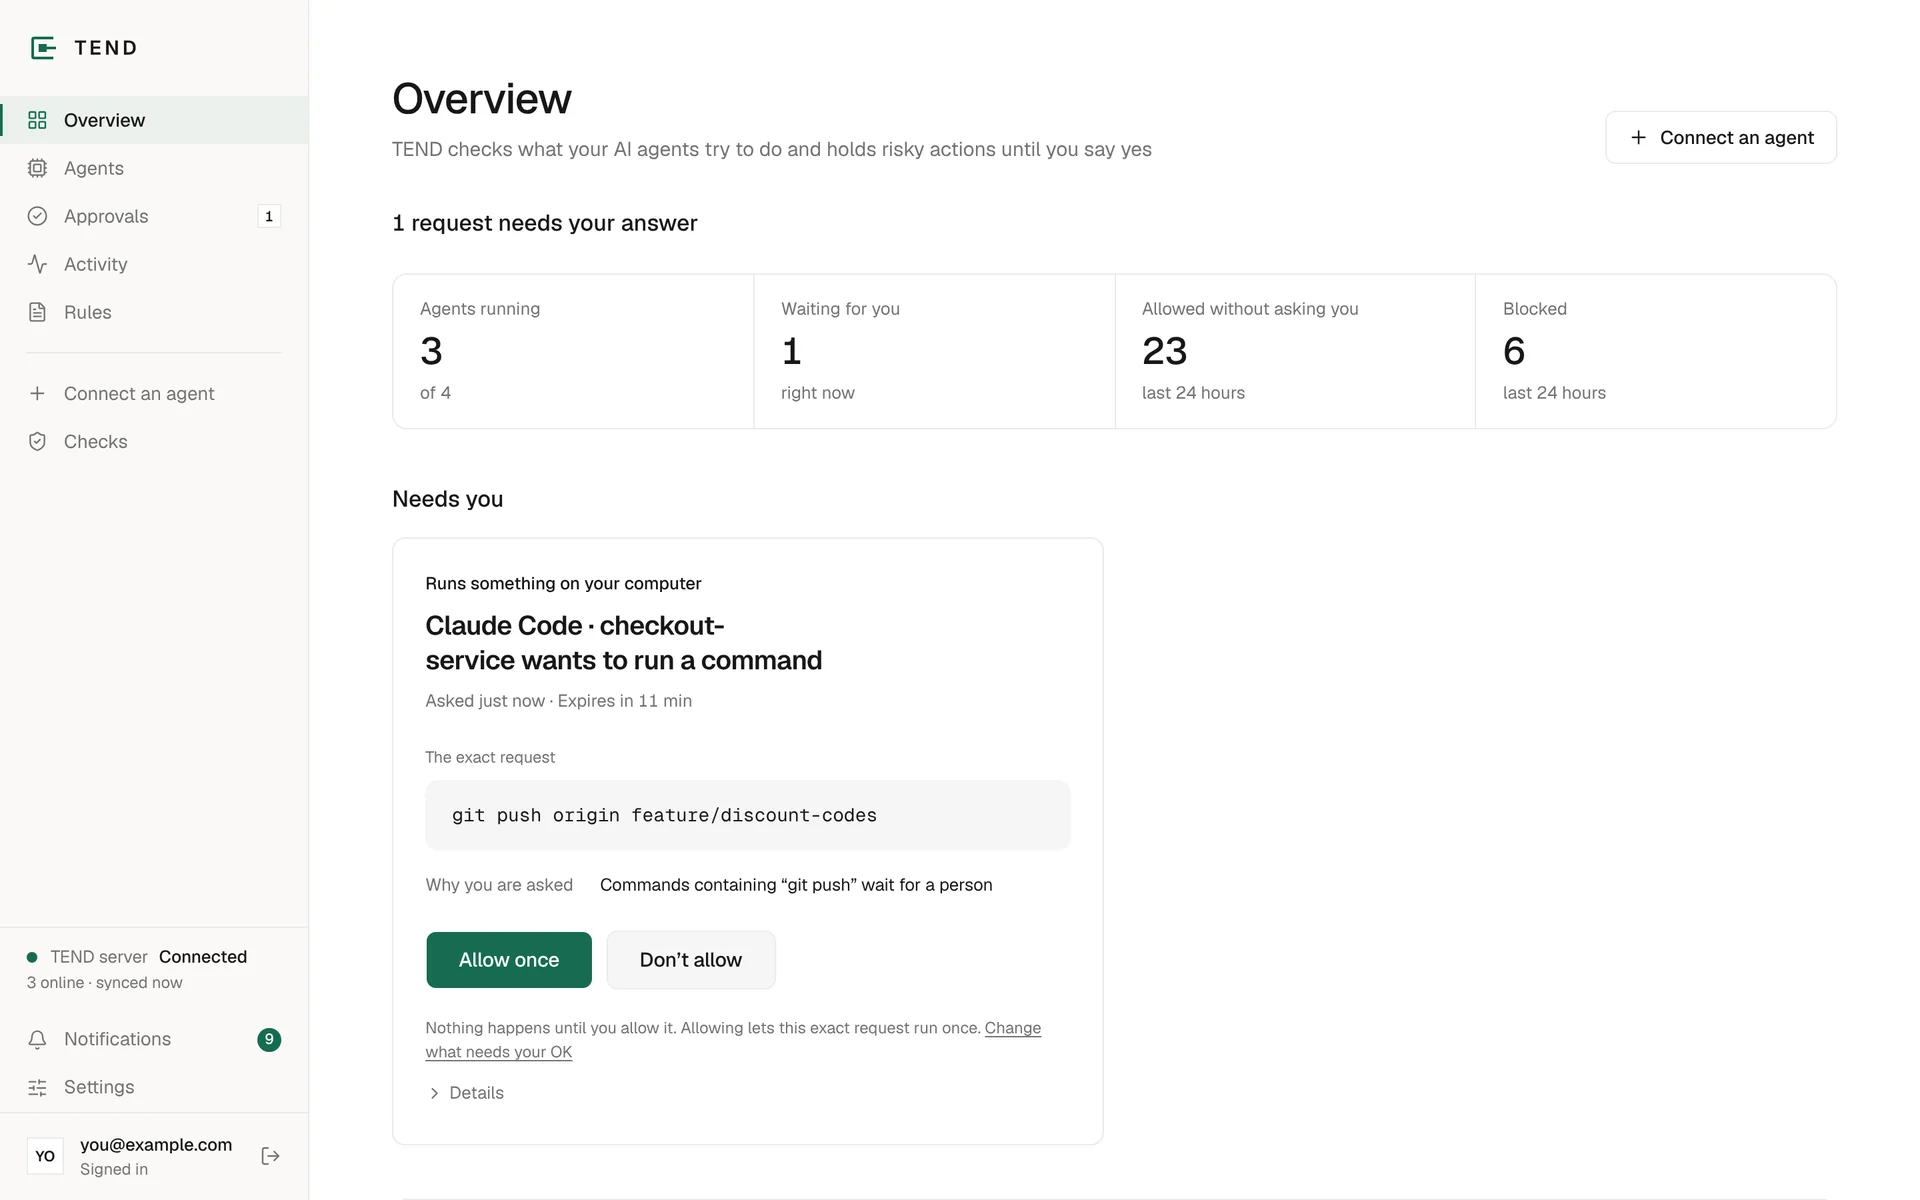 TEND
Overview
Agents
Approvals 1
Activity
Rules
Connect an agent
Checks
TEND server Connected
3 online · synced now
Notifications 9
Settings
YO
you@example.com
Signed in
Overview
TEND checks what your AI agents try to do and holds risky actions until you say yes
Connect an agent
1 request needs your answer
Agents running
3
of 4
Waiting for you
1
right now
Allowed without asking you
23
last 24 hours
Blocked
6
last 24 hours
Needs you
Runs something on your computer
Claude Code · checkout-
service wants to run a command
Asked just now · Expires in 11 min
The exact request
git push origin feature/discount-codes
Why you are asked Commands containing “git push” wait for a person
Allow once Don’t allow
Nothing happens until you allow it. Allowing lets this exact request run once. Change
what needs your OK
Details